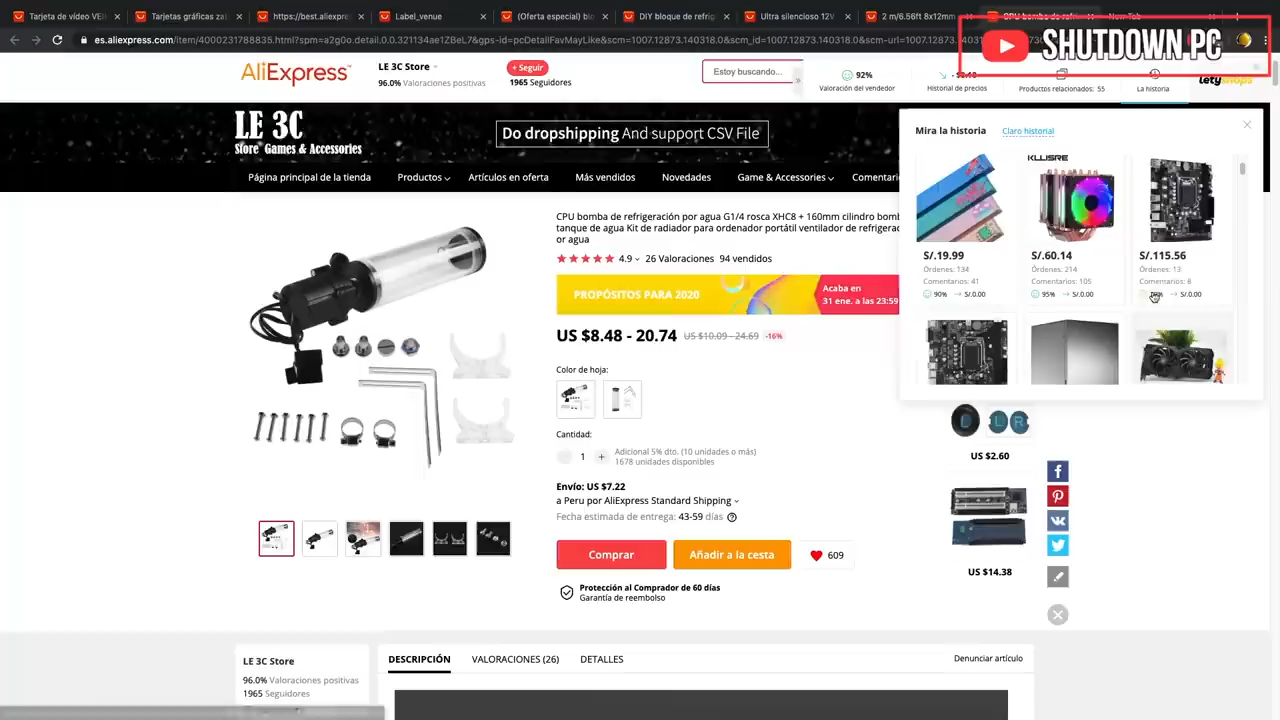 Tarjeta de vídeo VEI
Tarjetas gráficas za
https://best.aliexpres
Label_venue
(Oferta especial) blo
DIY bloque de refrig
Ultra silencioso 12V
2 m/6.56ft 8x12mm
CPU bomba de refri
New Tab
es.aliexpress.com/item/4000231788835.html?spm=a2g0o.detail.0.0.321134ae1ZBeL7&gps-id=pcDetailFavMayLike&scm=1007.12873.140318.0&scm_id=1007.12873.140318.0&scm-url=1007.12873.140318.0
SHUTDOWN PC
AliExpress
LE 3C Store
96.0% Valoraciones positivas
+ Seguir
1965 Seguidores
Estoy buscando...
»
92%
Valoración del vendedor
Historial de precios
Productos relacionados: 55
La historia
letyshops
LE 3C
Store Games & Accessories
Do dropshipping And support CSV File
Página principal de la tienda
Productos
Artículos en oferta
Más vendidos
Novedades
Game & Accessories
Comentari
Mira la historia
Claro historial
KLLISRE
S/.19.99
Órdenes: 134
Comentarios: 41
90% → S/.0.00
S/.60.14
Órdenes: 214
Comentarios: 105
95% → S/.0.00
S/.115.56
Órdenes: 13
Comentarios: 8
→ S/.0.00
CPU bomba de refrigeración por agua G1/4 rosca XHC8 + 160mm cilindro bomb
tanque de agua Kit de radiador para ordenador portátil ventilador de refrigerac
or agua
4.9
26 Valoraciones
94 vendidos
PROPÓSITOS PARA 2020
Acaba en
31 ene. a las 23:59
US $8.48 - 20.74
US $10.09 - 24.69
-16%
Color de hoja:
Cantidad:
1
+
Adicional 5% dto. (10 unidades o más)
1678 unidades disponibles
Envío: US $7.22
a Peru por AliExpress Standard Shipping
Fecha estimada de entrega: 43-59 días
Comprar
Añadir a la cesta
609
Protección al Comprador de 60 días
Garantía de reembolso
L R
US $2.60
US $14.38
LE 3C Store
96.0% Valoraciones positivas
1965 Seguidores
DESCRIPCIÓN
VALORACIONES (26)
DETALLES
Denunciar artículo